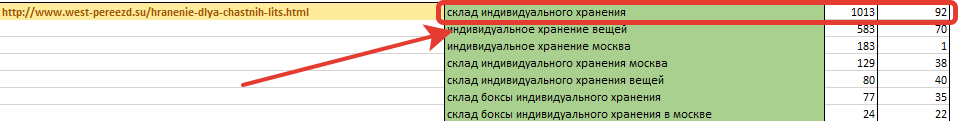 http://www.west-pereezd.su/hranenie-dlya-chastnih-lits.html склад индивидуального хранения 1013 92
индивидуальное хранение вещей 583 70
индивидуальное хранение москва 183 1
склад индивидуального хранения москва 129 38
склад индивидуального хранения вещей 80 40
склад боксы индивидуального хранения 77 35
склад боксы индивидуального хранения в москве 24 22